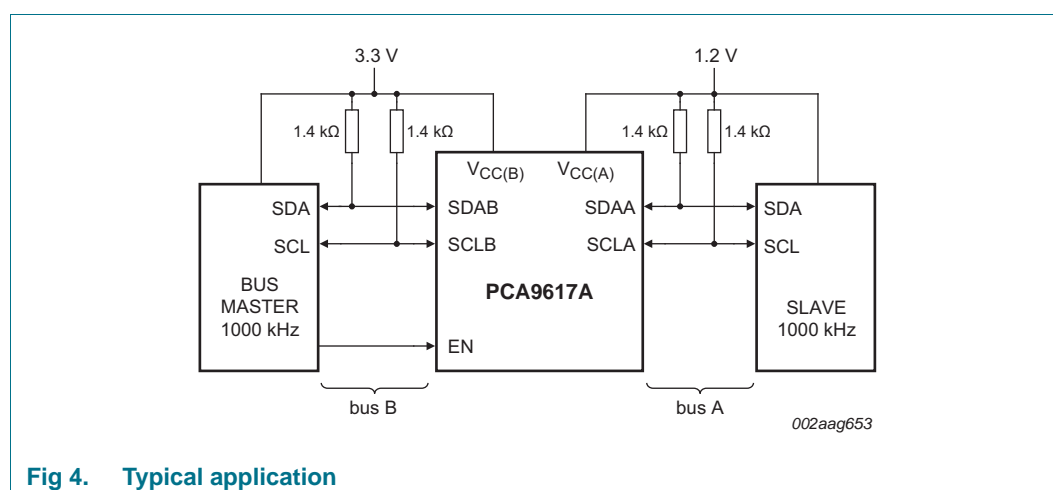 3.3 V
1.2 V
1.4 kΩ
1.4 kΩ
1.4 kΩ
1.4 kΩ
VCC(B)
VCC(A)
SDA
SDAB
SDAA
SDA
SCL
SCLB
SCLA
SCL
BUS
MASTER
1000 kHz
PCA9617A
SLAVE
1000 kHz
EN
bus B
bus A
002aag653
Fig 4. Typical application